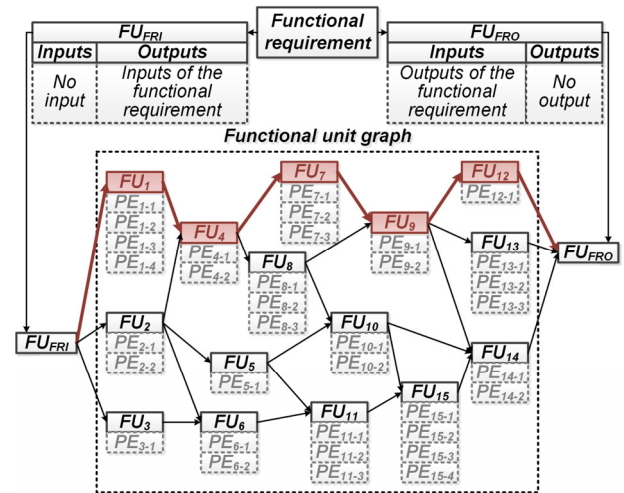 Functional
requirement
FU_FRI
Inputs Outputs
No
input
Inputs of the
functional
requirement
FU_FRO
Inputs Outputs
Outputs of the
functional
requirement
No
output
Functional unit graph
FU_FRI
FU_1
PE_1-1
PE_1-2
PE_1-3
PE_1-4
FU_2
PE_2-1
PE_2-2
FU_3
PE_3-1
FU_4
PE_4-1
PE_4-2
FU_5
PE_5-1
FU_6
PE_6-1
PE_6-2
FU_7
PE_7-1
PE_7-2
PE_7-3
FU_8
PE_8-1
PE_8-2
PE_8-3
FU_9
PE_9-1
PE_9-2
FU_10
PE_10-1
PE_10-2
FU_11
PE_11-1
PE_11-2
PE_11-3
FU_12
PE_12-1
FU_13
PE_13-1
PE_13-2
PE_13-3
FU_14
PE_14-1
PE_14-2
FU_15
PE_15-1
PE_15-2
PE_15-3
PE_15-4
FU_FRO